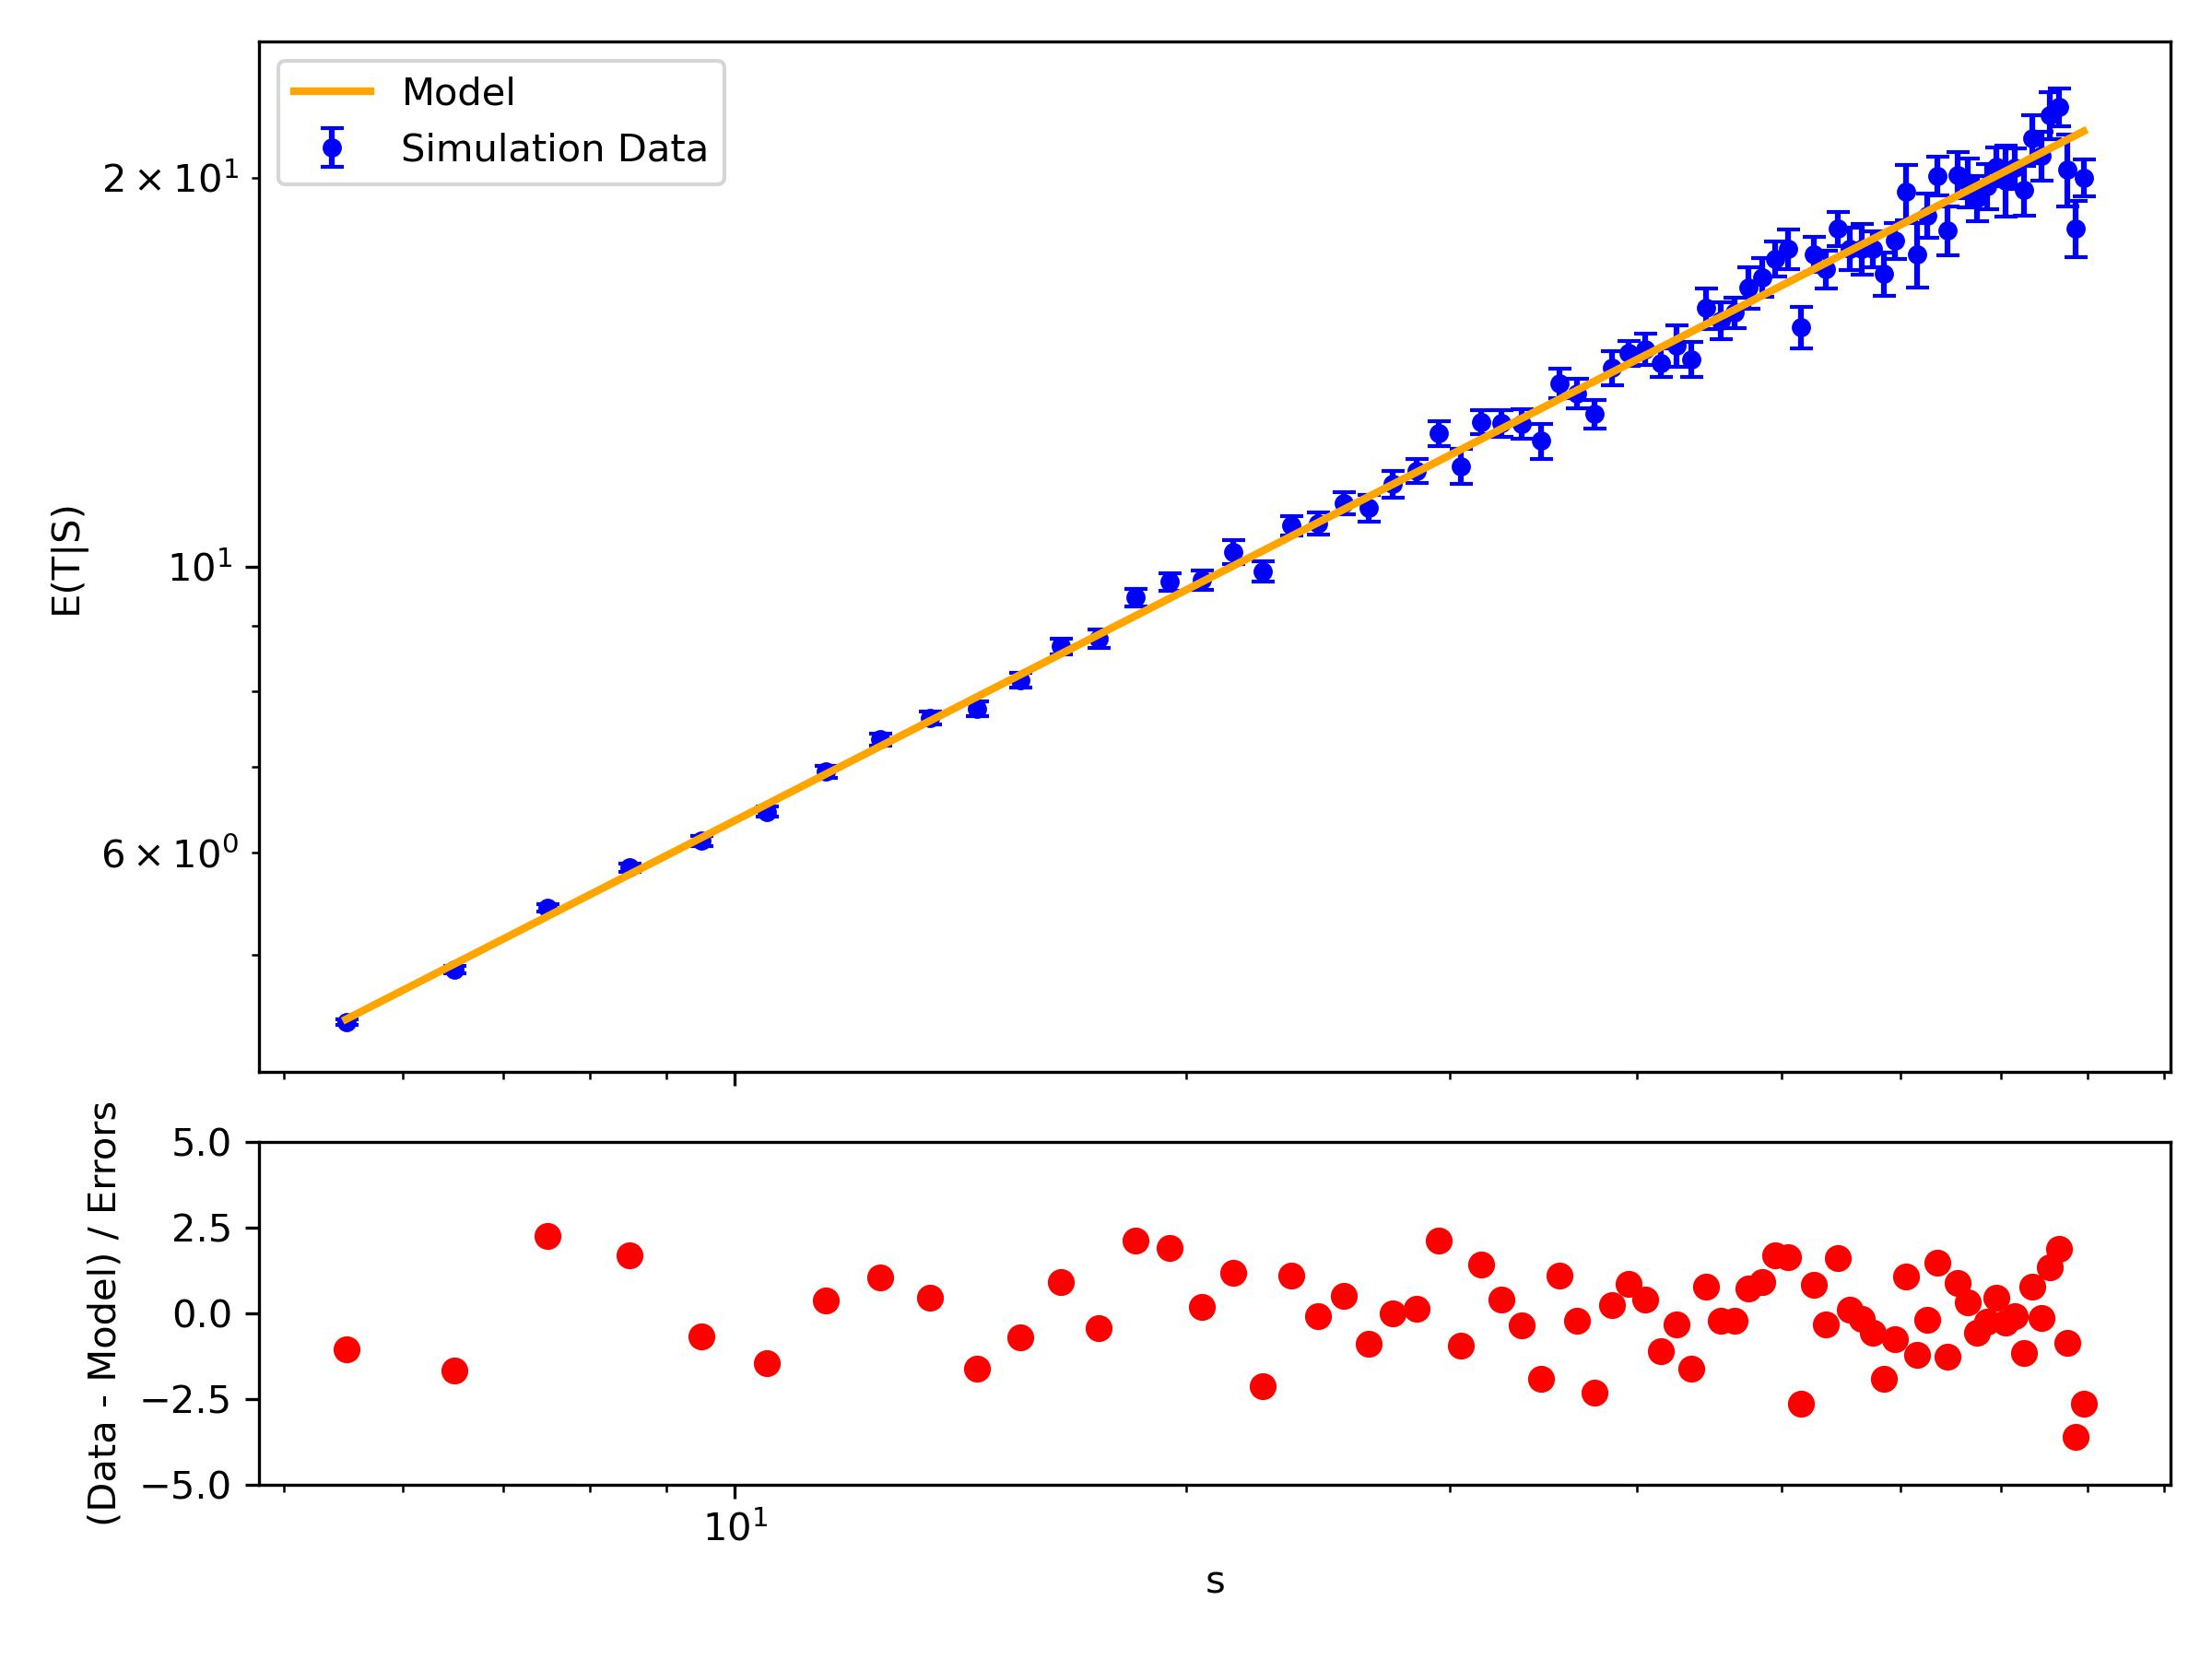 Model
Simulation Data
2 × 10¹
10¹
6 × 10⁰
E(T|S)
5.0
2.5
0.0
−2.5
−5.0
(Data - Model) / Errors
10¹
s